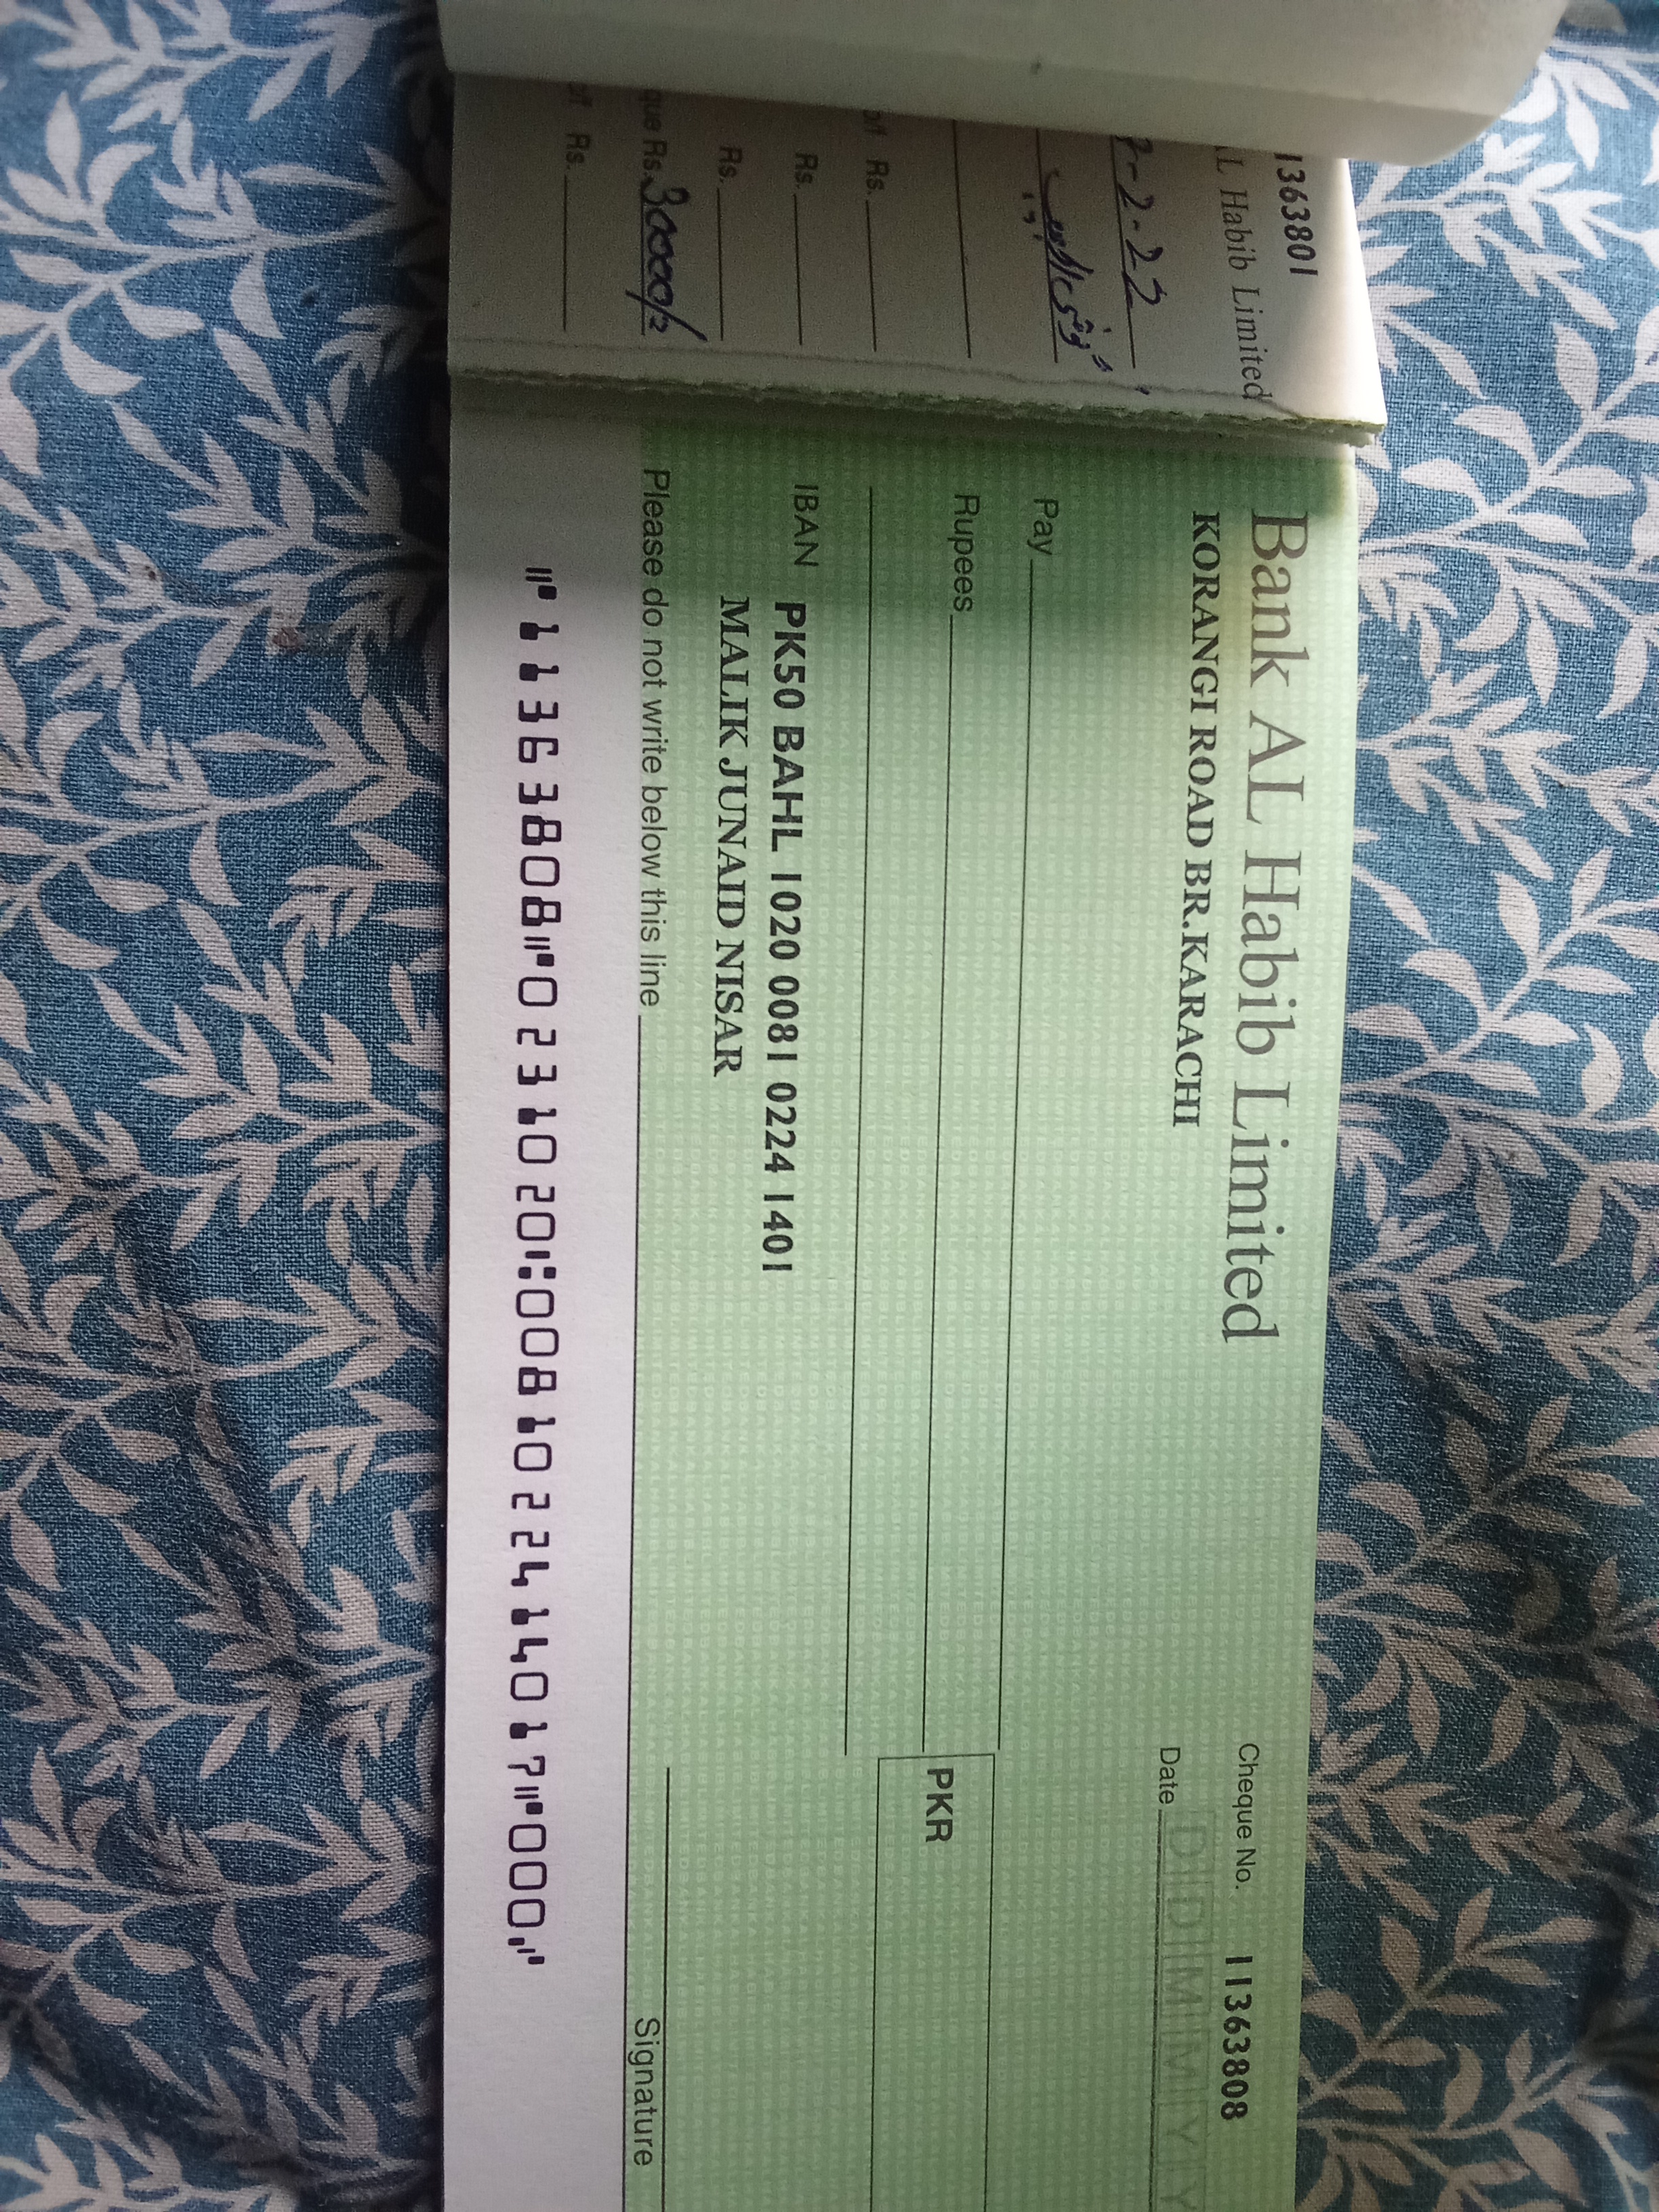 1363801
AL Habib Limited
-2-22
Rs.
Rs.
Rs.
que Rs. 30000/=
Rs.
Bank AL Habib Limited
KORANGI ROAD BR.KARACHI
Cheque No. 11363808
Date DDMMYY
Pay
Rupees
PKR
IBAN PK50 BAHL 1020 0081 0224 1401
MALIK JUNAID NISAR
Please do not write below this line
Signature
⑈11363808⑈0231020⑆0081022414017⑈000⑈